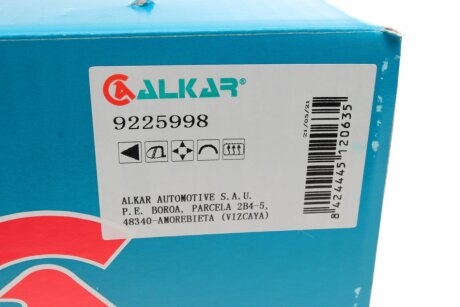 ALKAR®
9225998
21/05/21
8424445120635
ALKAR AUTOMOTIVE S.A.U.
P.E. BOROA, PARCELA 2B4-5,
48340-AMOREBIETA (VIZCAYA)